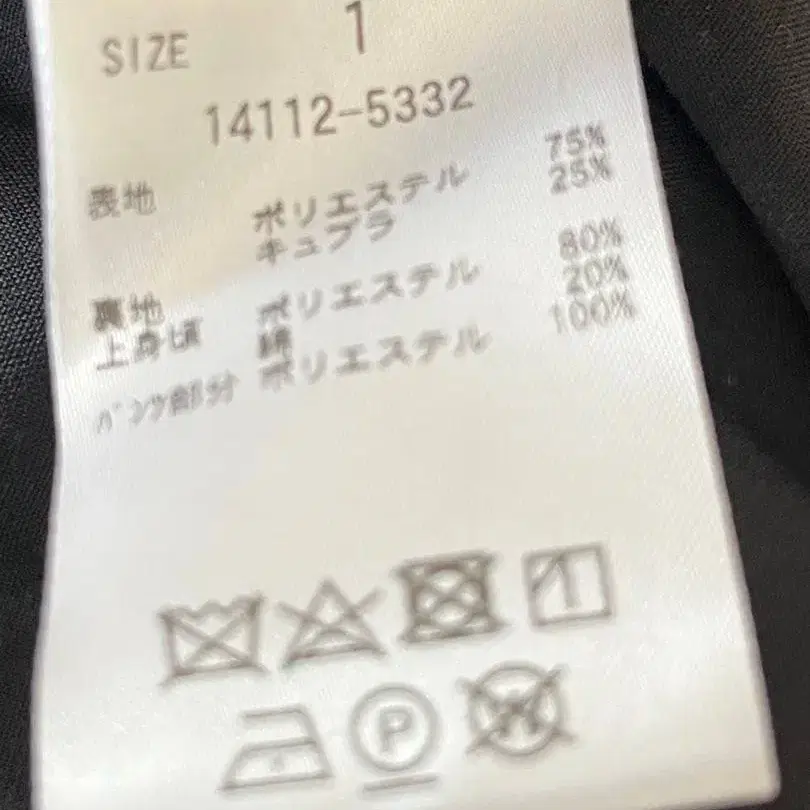 SIZE 1
14112-5332
表地 ポリエステル 75%
キュプラ 25%
裏地 ポリエステル 80%
上身頃 綿 20%
パンツ部分 ポリエステル 100%
P
W